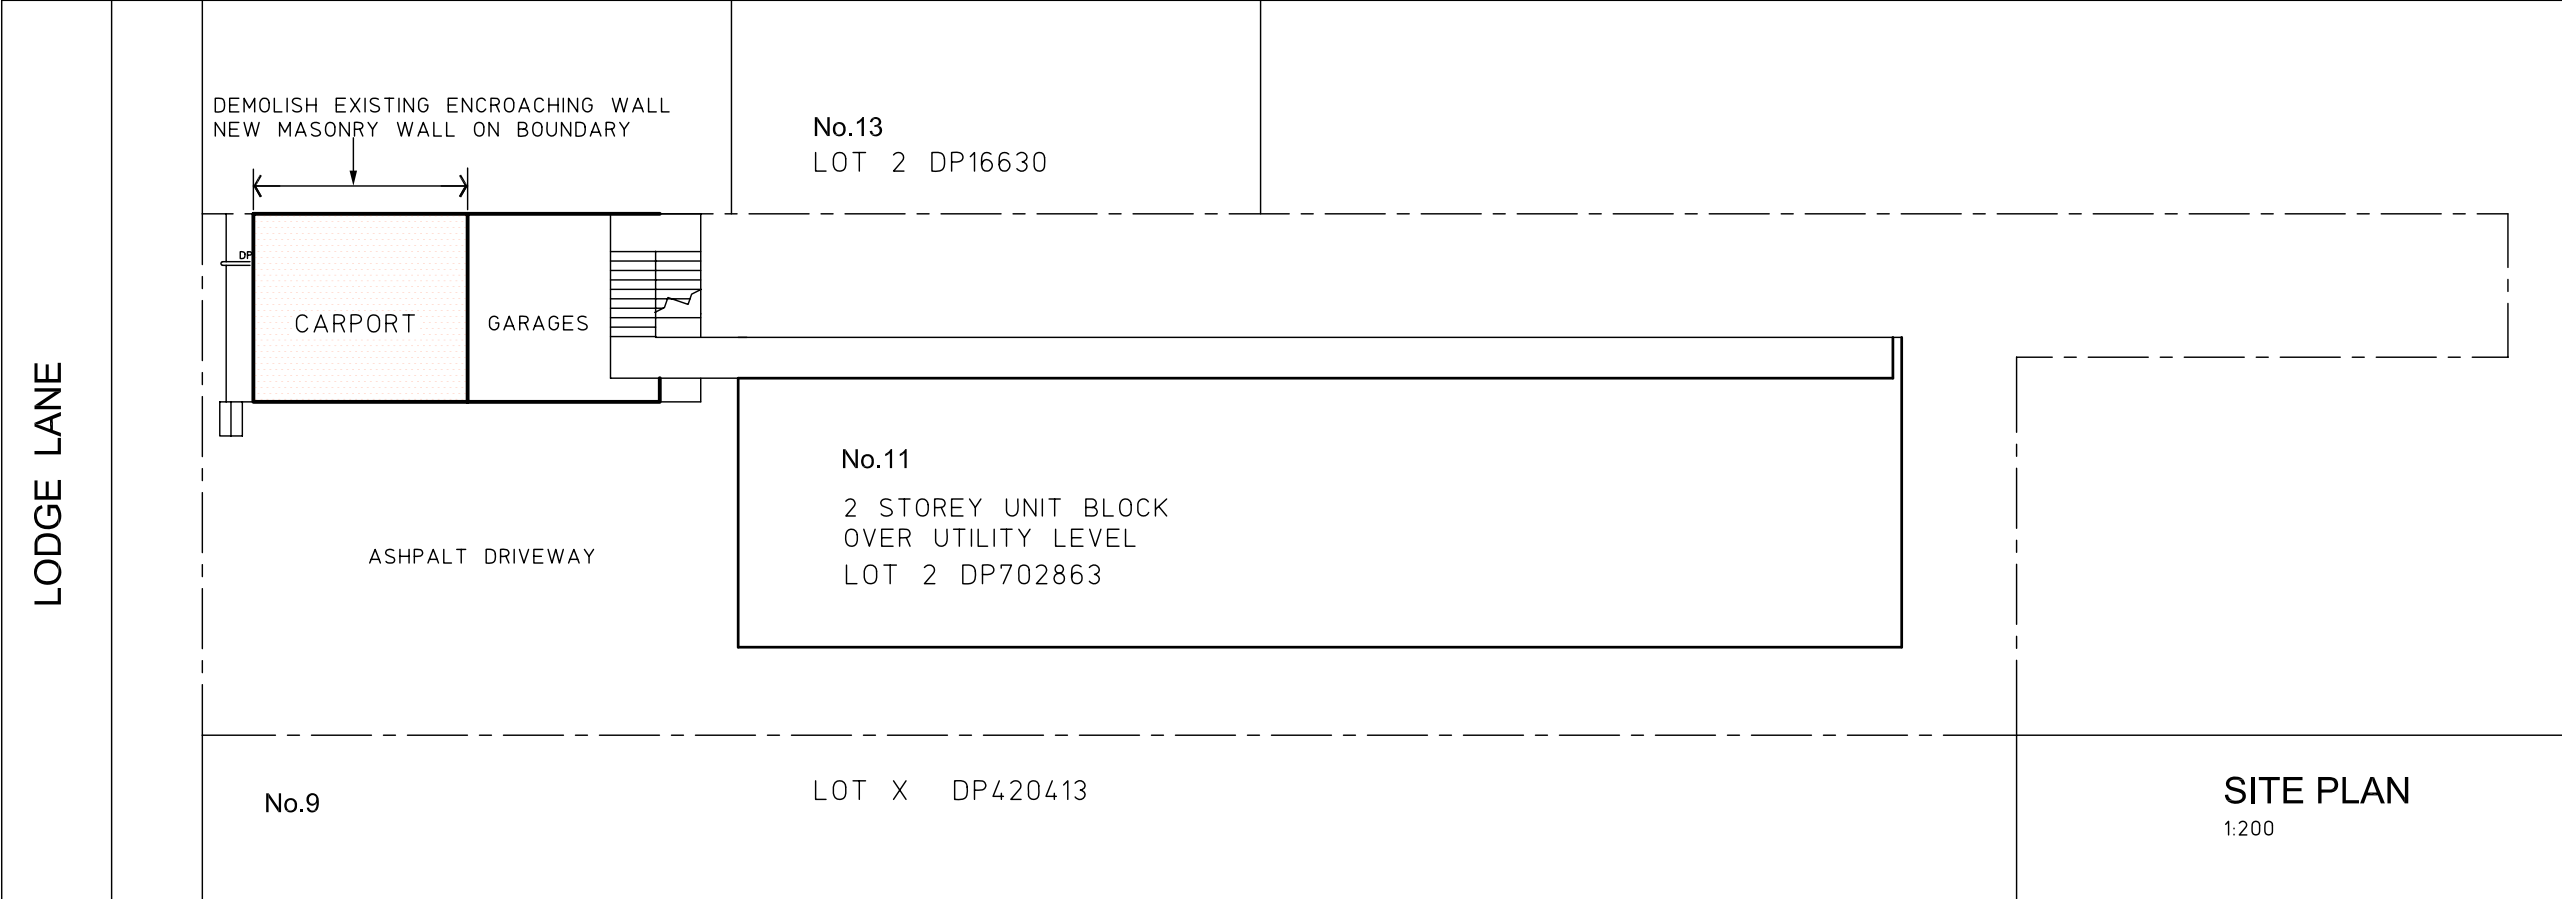 DEMOLISH EXISTING ENCROACHING WALL
NEW MASONRY WALL ON BOUNDARY
No.13
LOT 2 DP16630
DP
CARPORT
GARAGES
LODGE LANE
No.11
2 STOREY UNIT BLOCK
OVER UTILITY LEVEL
LOT 2 DP702863
ASHPALT DRIVEWAY
No.9
LOT X DP420413
SITE PLAN
1:200